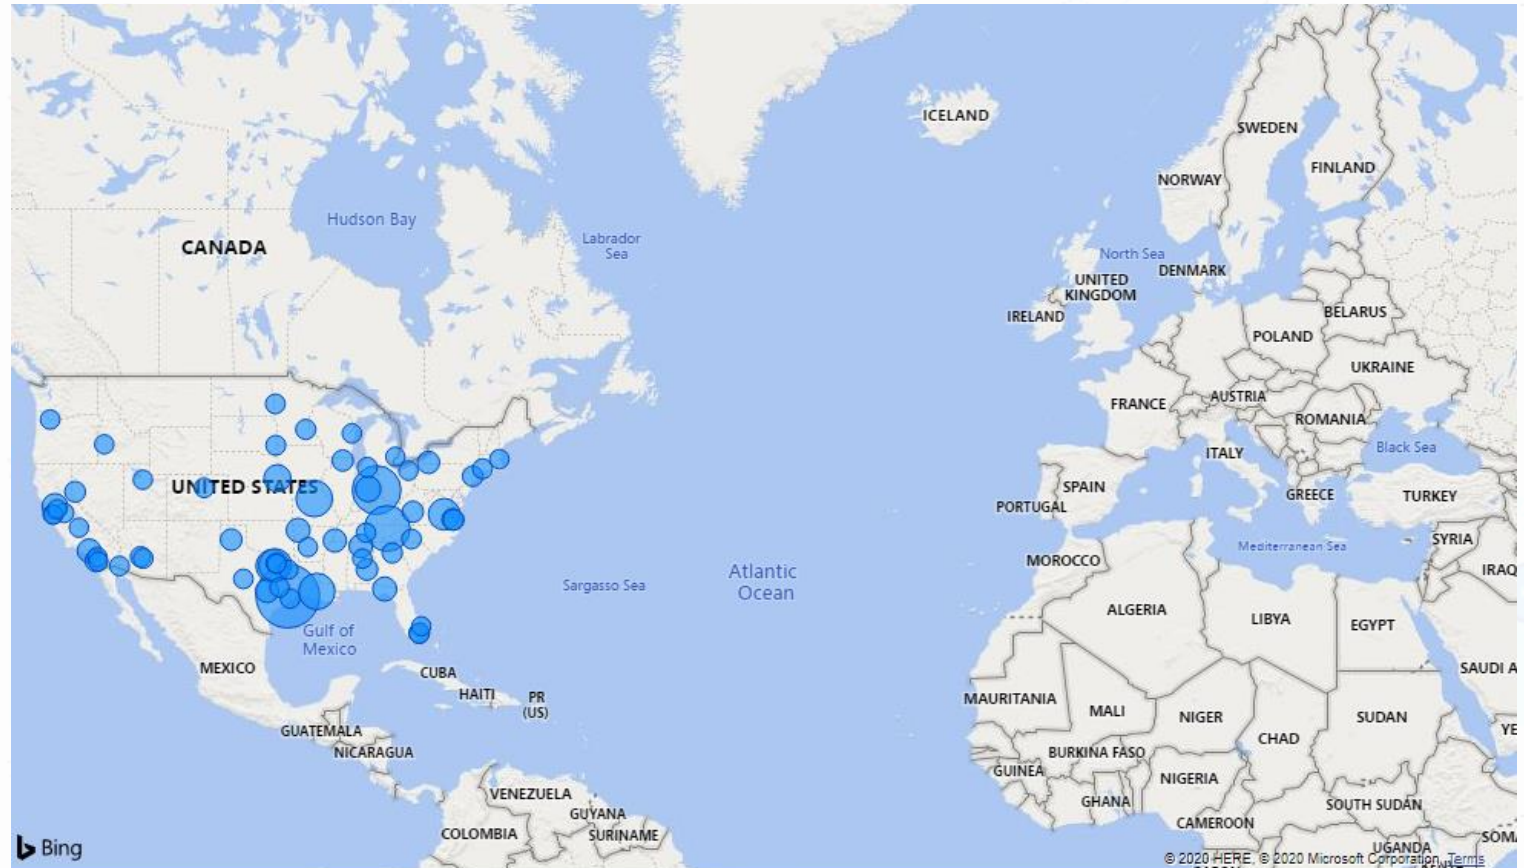 ICELAND
SWEDEN
FINLAND
NORWAY
Hudson Bay
CANADA
Labrador
Sea
North Sea
DENMARK
UNITED
KINGDOM
IRELAND
BELARUS
POLAND
UKRAINE
FRANCE
AUSTRIA
ROMANIA
Black Sea
ITALY
UNITED STATES
SPAIN
PORTUGAL
GREECE
TURKEY
Mediterranean Sea
SYRIA
IRAQ
MOROCCO
Sargasso Sea
Atlantic
Ocean
ALGERIA
LIBYA
EGYPT
Gulf of
Mexico
MEXICO
CUBA
HAITI
PR
(US)
SAUDI A
MAURITANIA
MALI
NIGER
SUDAN
CHAD
YE
GUATEMALA
NICARAGUA
BURKINA FASO
GUINEA
NIGERIA
VENEZUELA
GUYANA
GHANA
SOUTH SUDAN
COLOMBIA
SURINAME
CAMEROON
UGANDA
SOM
Bing
© 2020 HERE, © 2020 Microsoft Corporation Terms